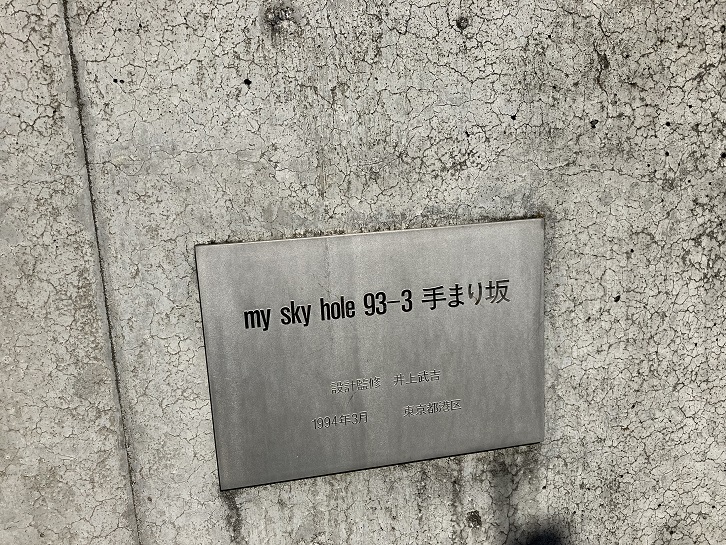 my sky hole 93-3 手まり坂
設計監修 井上武吉
1994年3月 東京都港区